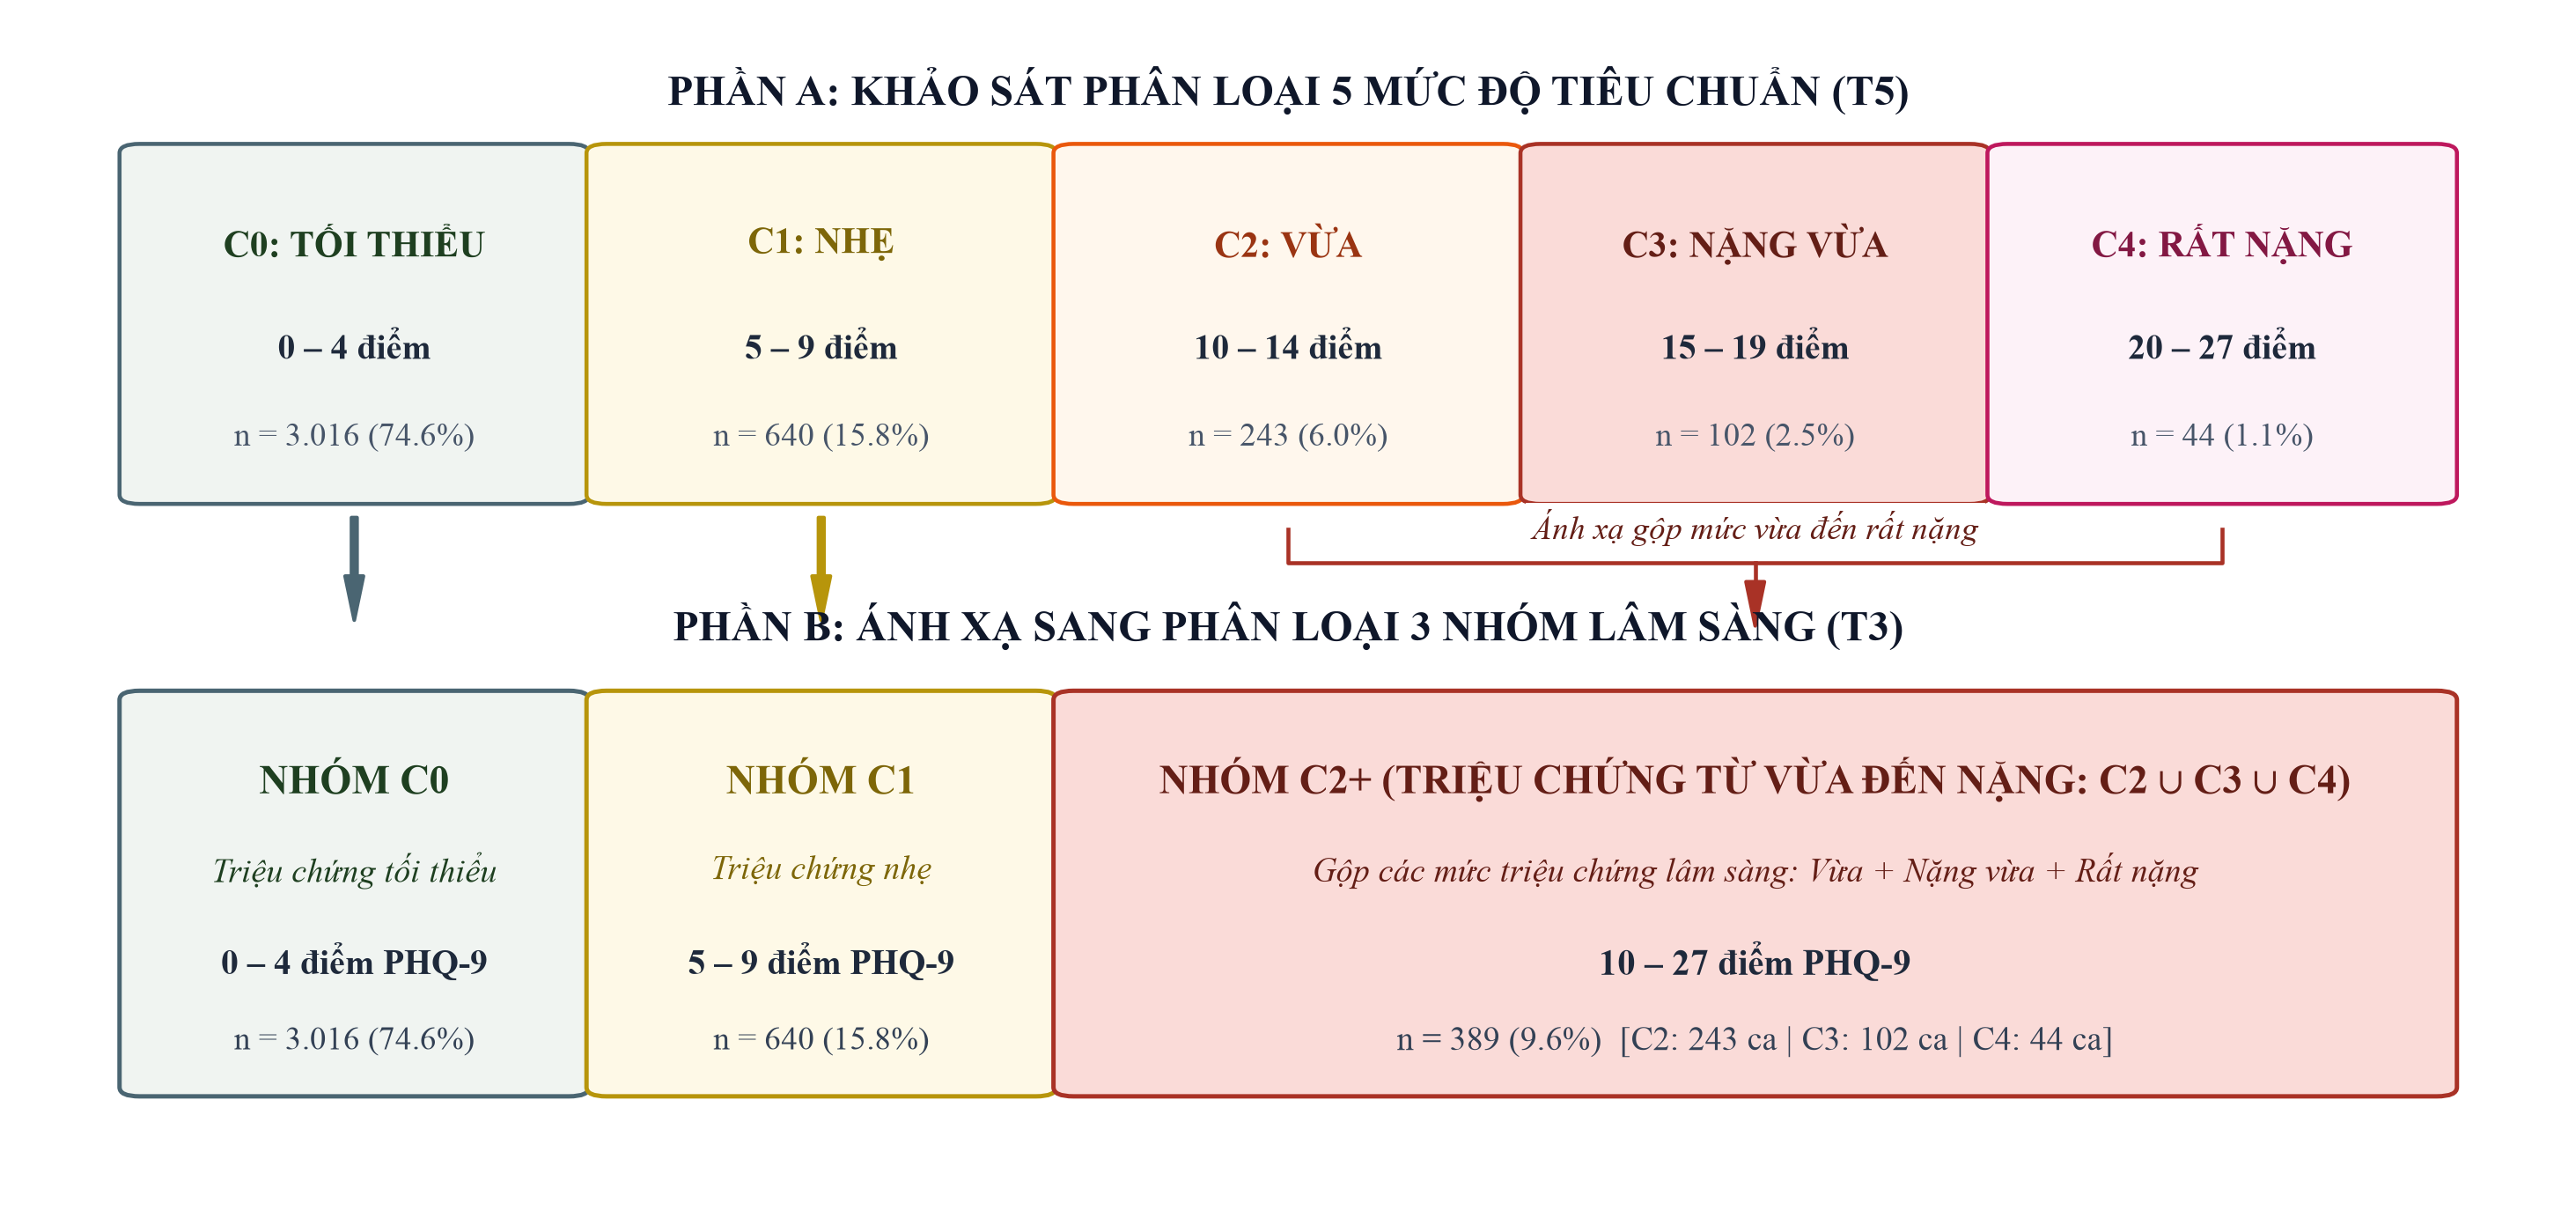 PHẦN A: KHẢO SÁT PHÂN LOẠI 5 MỨC ĐỘ TIÊU CHUẨN (T5)
C0: TỐI THIỂU
0 – 4 điểm
n = 3.016 (74.6%)
C1: NHẸ
5 – 9 điểm
n = 640 (15.8%)
C2: VỪA
10 – 14 điểm
n = 243 (6.0%)
C3: NẶNG VỪA
15 – 19 điểm
n = 102 (2.5%)
C4: RẤT NẶNG
20 – 27 điểm
n = 44 (1.1%)
Ánh xạ gộp mức vừa đến rất nặng
PHẦN B: ÁNH XẠ SANG PHÂN LOẠI 3 NHÓM LÂM SÀNG (T3)
NHÓM C0
Triệu chứng tối thiểu
0 – 4 điểm PHQ-9
n = 3.016 (74.6%)
NHÓM C1
Triệu chứng nhẹ
5 – 9 điểm PHQ-9
n = 640 (15.8%)
NHÓM C2+ (TRIỆU CHỨNG TỪ VỪA ĐẾN NẶNG: C2 ∪ C3 ∪ C4)
Gộp các mức triệu chứng lâm sàng: Vừa + Nặng vừa + Rất nặng
10 – 27 điểm PHQ-9
n = 389 (9.6%) [C2: 243 ca | C3: 102 ca | C4: 44 ca]